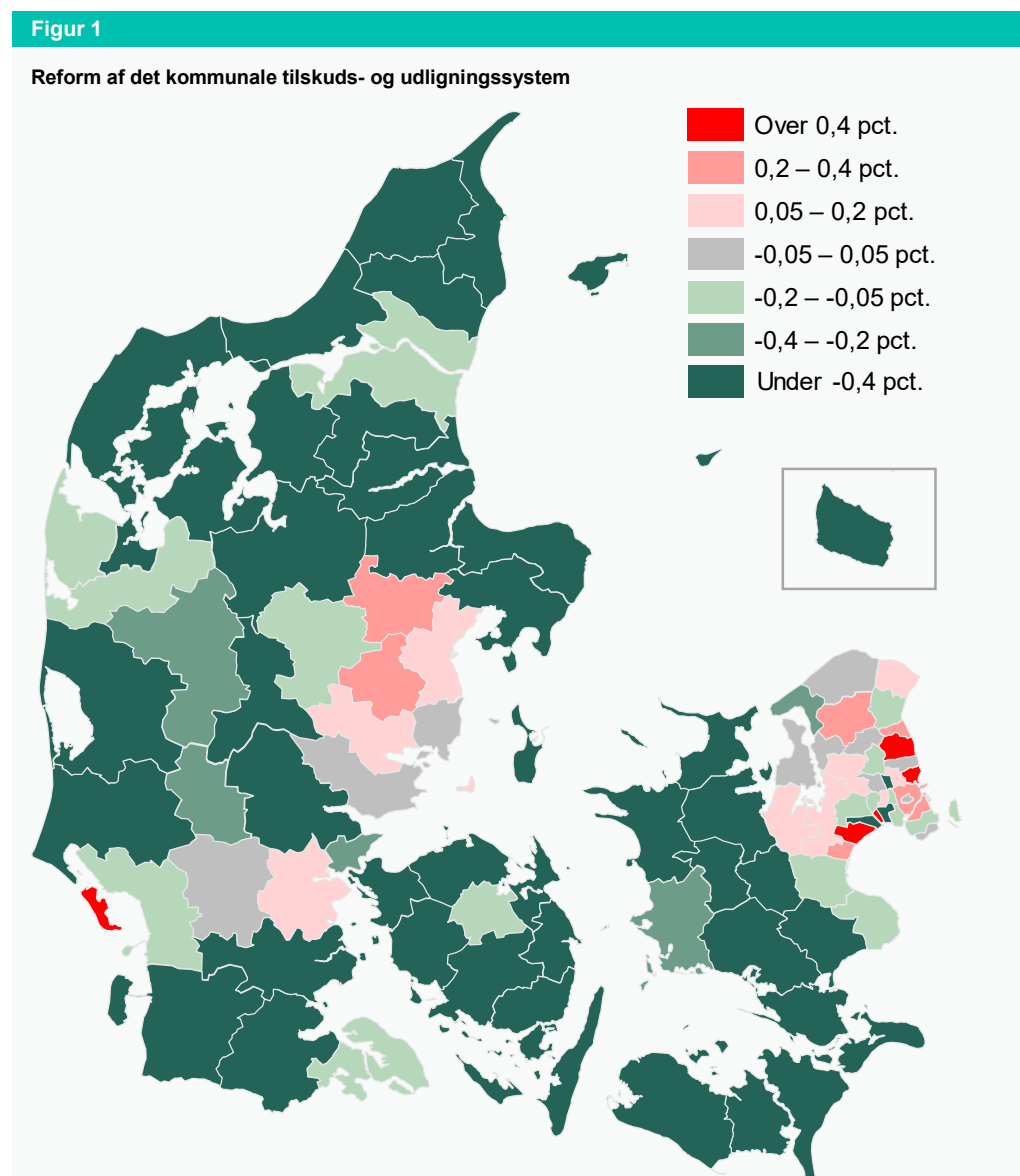 Figur 1
Reform af det kommunale tilskuds- og udligningssystem
Over 0,4 pct.
0,2 – 0,4 pct.
0,05 – 0,2 pct.
-0,05 – 0,05 pct.
-0,2 – -0,05 pct.
-0,4 – -0,2 pct.
Under -0,4 pct.